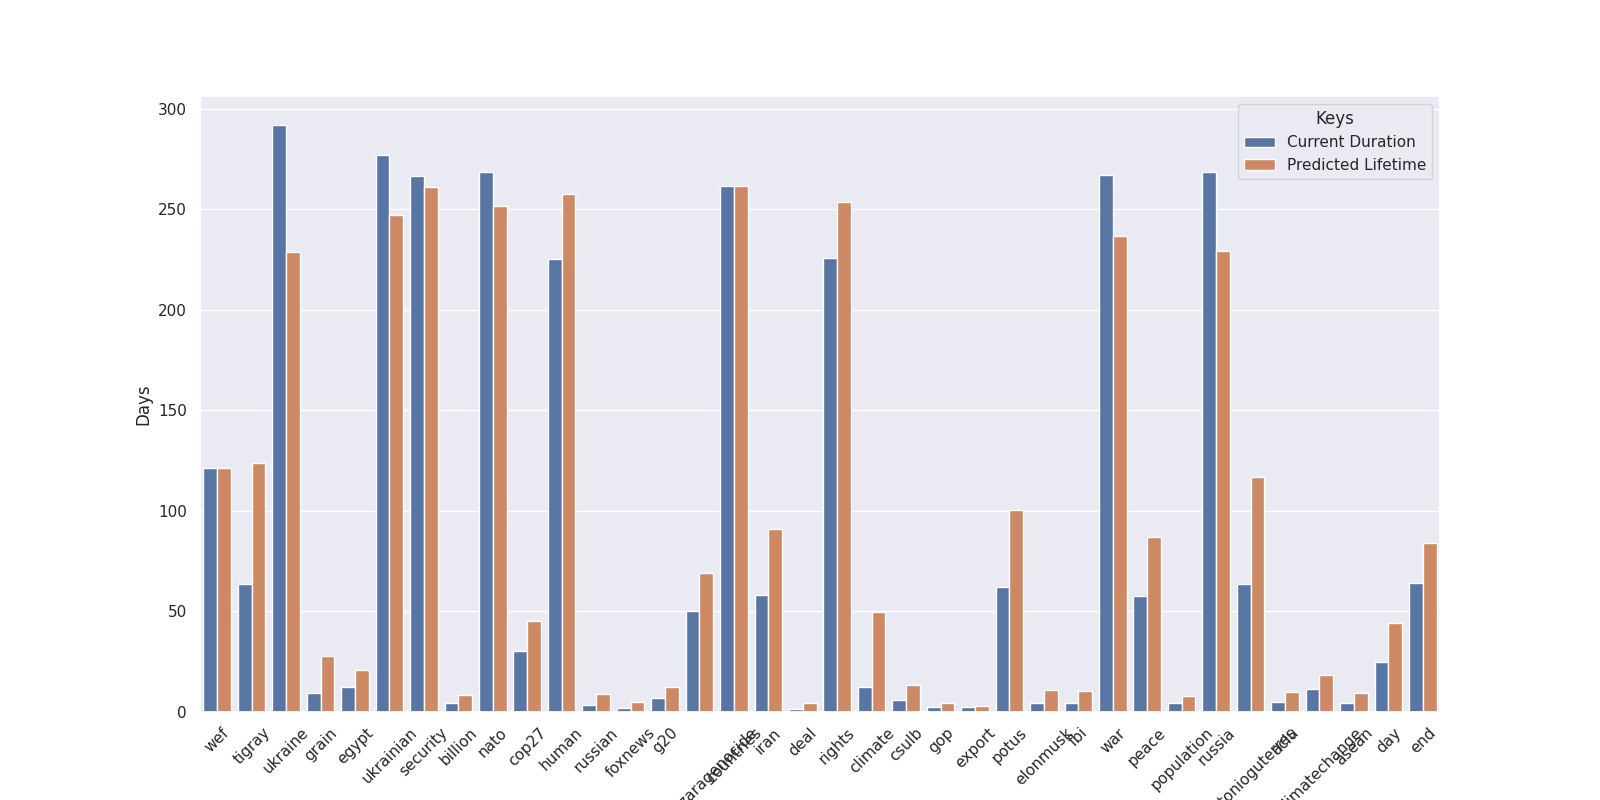 Keys
Current Duration
Predicted Lifetime
Days
300
250
200
150
100
50
0
wef
tigray
ukraine
grain
egypt
ukrainian
security
billion
nato
cop27
human
russian
foxnews
g20
countries
iran
deal
rights
climate
csulb
gop
export
potus
elonmusk
fbi
war
peace
population
russia
asean
day
end